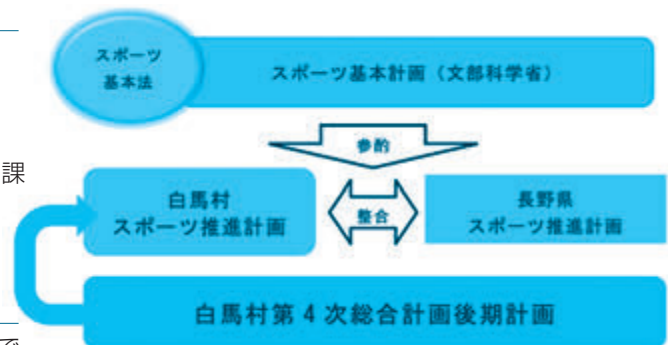 スポーツ
基本法
スポーツ基本計画（文部科学省）
参酌
課
白馬村
スポーツ推進計画
整合
長野県
スポーツ推進計画
白馬村第４次総合計画後期計画
で